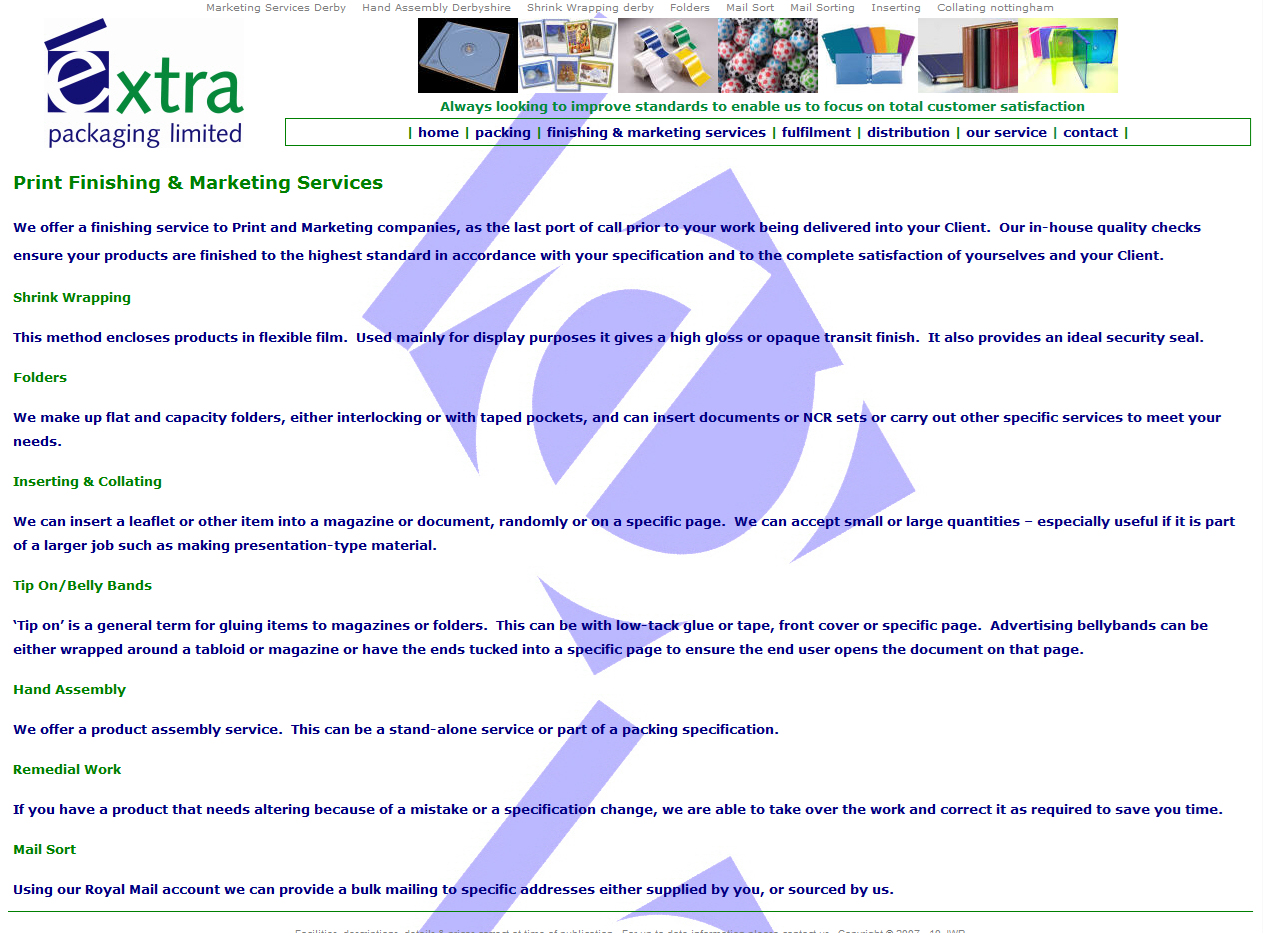 Marketing Services Derby Hand Assembly Derbyshire Shrink Wrapping derby Folders Mail Sort Mail Sorting Inserting Collating nottingham
extra
packaging limited
Always looking to improve standards to enable us to focus on total customer satisfaction
| home | packing | finishing & marketing services | fulfilment | distribution | our service | contact |
Print Finishing & Marketing Services
We offer a finishing service to Print and Marketing companies, as the last port of call prior to your work being delivered into your Client. Our in-house quality checks
ensure your products are finished to the highest standard in accordance with your specification and to the complete satisfaction of yourselves and your Client.
Shrink Wrapping
This method encloses products in flexible film. Used mainly for display purposes it gives a high gloss or opaque transit finish. It also provides an ideal security seal.
Folders
We make up flat and capacity folders, either interlocking or with taped pockets, and can insert documents or NCR sets or carry out other specific services to meet your
needs.
Inserting & Collating
We can insert a leaflet or other item into a magazine or document, randomly or on a specific page. We can accept small or large quantities – especially useful if it is part
of a larger job such as making presentation-type material.
Tip On/Belly Bands
‘Tip on’ is a general term for gluing items to magazines or folders. This can be with low-tack glue or tape, front cover or specific page. Advertising bellybands can be
either wrapped around a tabloid or magazine or have the ends tucked into a specific page to ensure the end user opens the document on that page.
Hand Assembly
We offer a product assembly service. This can be a stand-alone service or part of a packing specification.
Remedial Work
If you have a product that needs altering because of a mistake or a specification change, we are able to take over the work and correct it as required to save you time.
Mail Sort
Using our Royal Mail account we can provide a bulk mailing to specific addresses either supplied by you, or sourced by us.